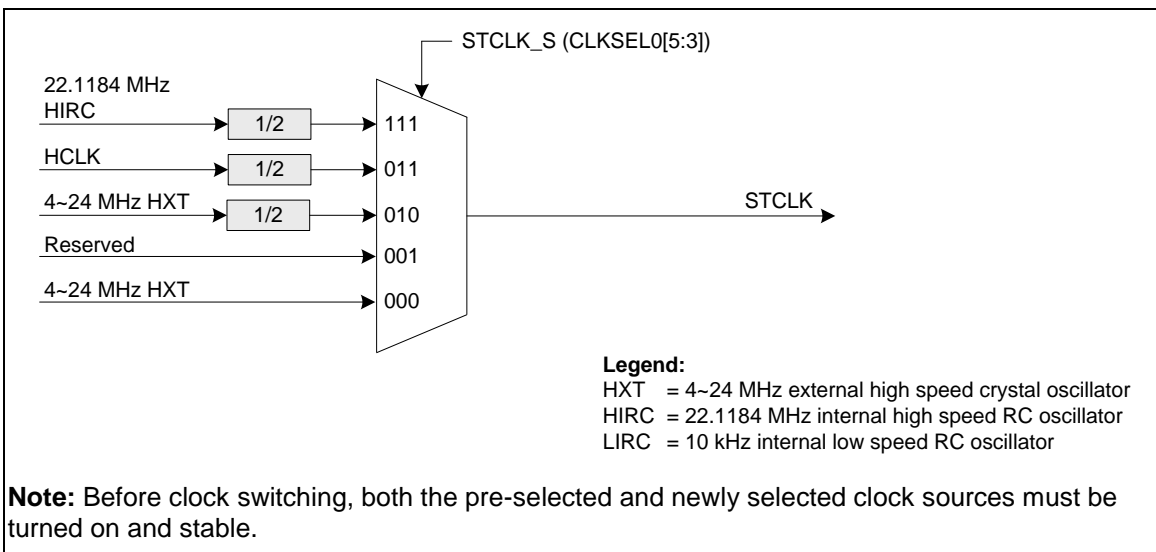 STCLK_S (CLKSEL0[5:3])
22.1184 MHz
HIRC
1/2
111
HCLK
1/2
011
4~24 MHz HXT
1/2
010
STCLK
Reserved
001
4~24 MHz HXT
000
Legend:
HXT = 4~24 MHz external high speed crystal oscillator
HIRC = 22.1184 MHz internal high speed RC oscillator
LIRC = 10 kHz internal low speed RC oscillator
Note: Before clock switching, both the pre-selected and newly selected clock sources must be
turned on and stable.